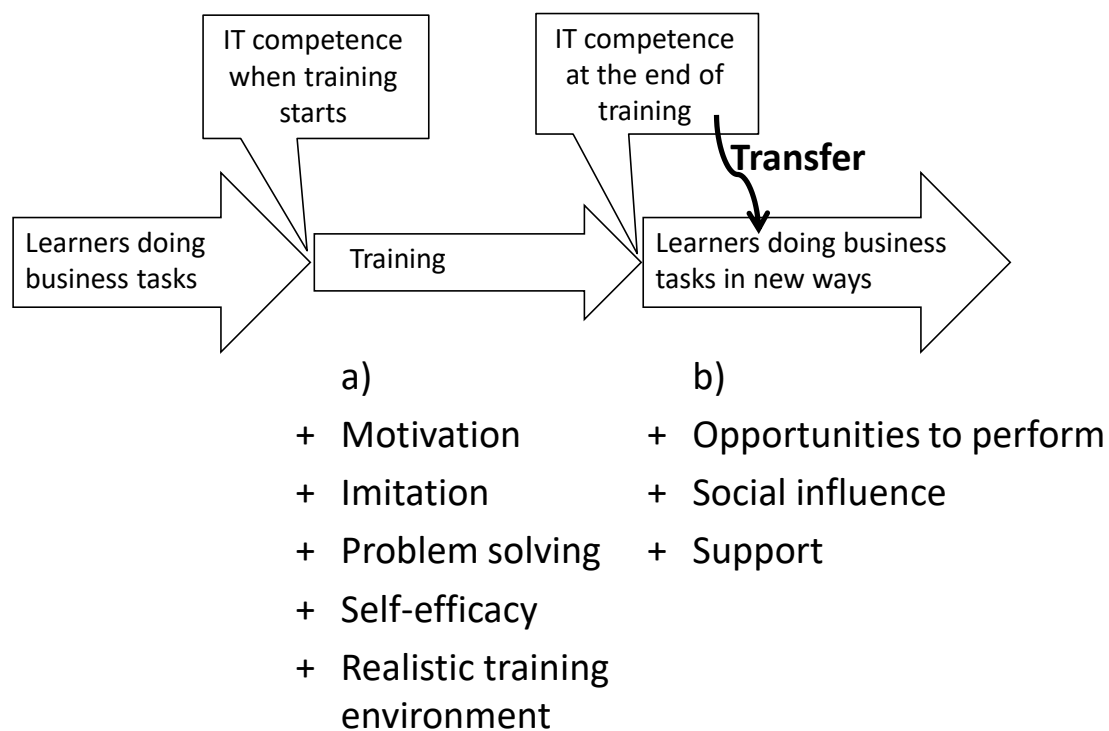 IT competence
when training
starts
IT competence
at the end of
training
Transfer
Learners doing
business tasks
Training
Learners doing business
tasks in new ways
a)
+ Motivation
+ Imitation
+ Problem solving
+ Self-efficacy
+ Realistic training
environment
b)
+ Opportunities to perform
+ Social influence
+ Support